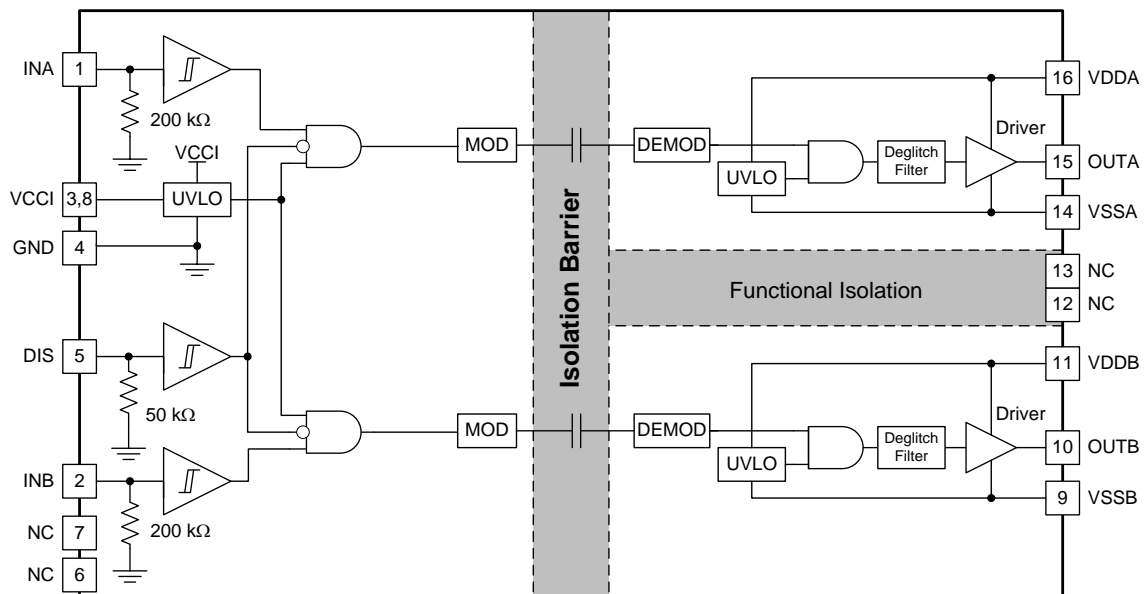 INA 1
200 kΩ
VCCI
VCCI 3,8 UVLO
GND 4
DIS 5
50 kΩ
INB 2
200 kΩ
NC 7
NC 6
MOD
MOD
Isolation Barrier
DEMOD
UVLO
Deglitch
Filter
Driver
16 VDDA
15 OUTA
14 VSSA
Functional Isolation
13 NC
12 NC
DEMOD
UVLO
Deglitch
Filter
Driver
11 VDDB
10 OUTB
9 VSSB